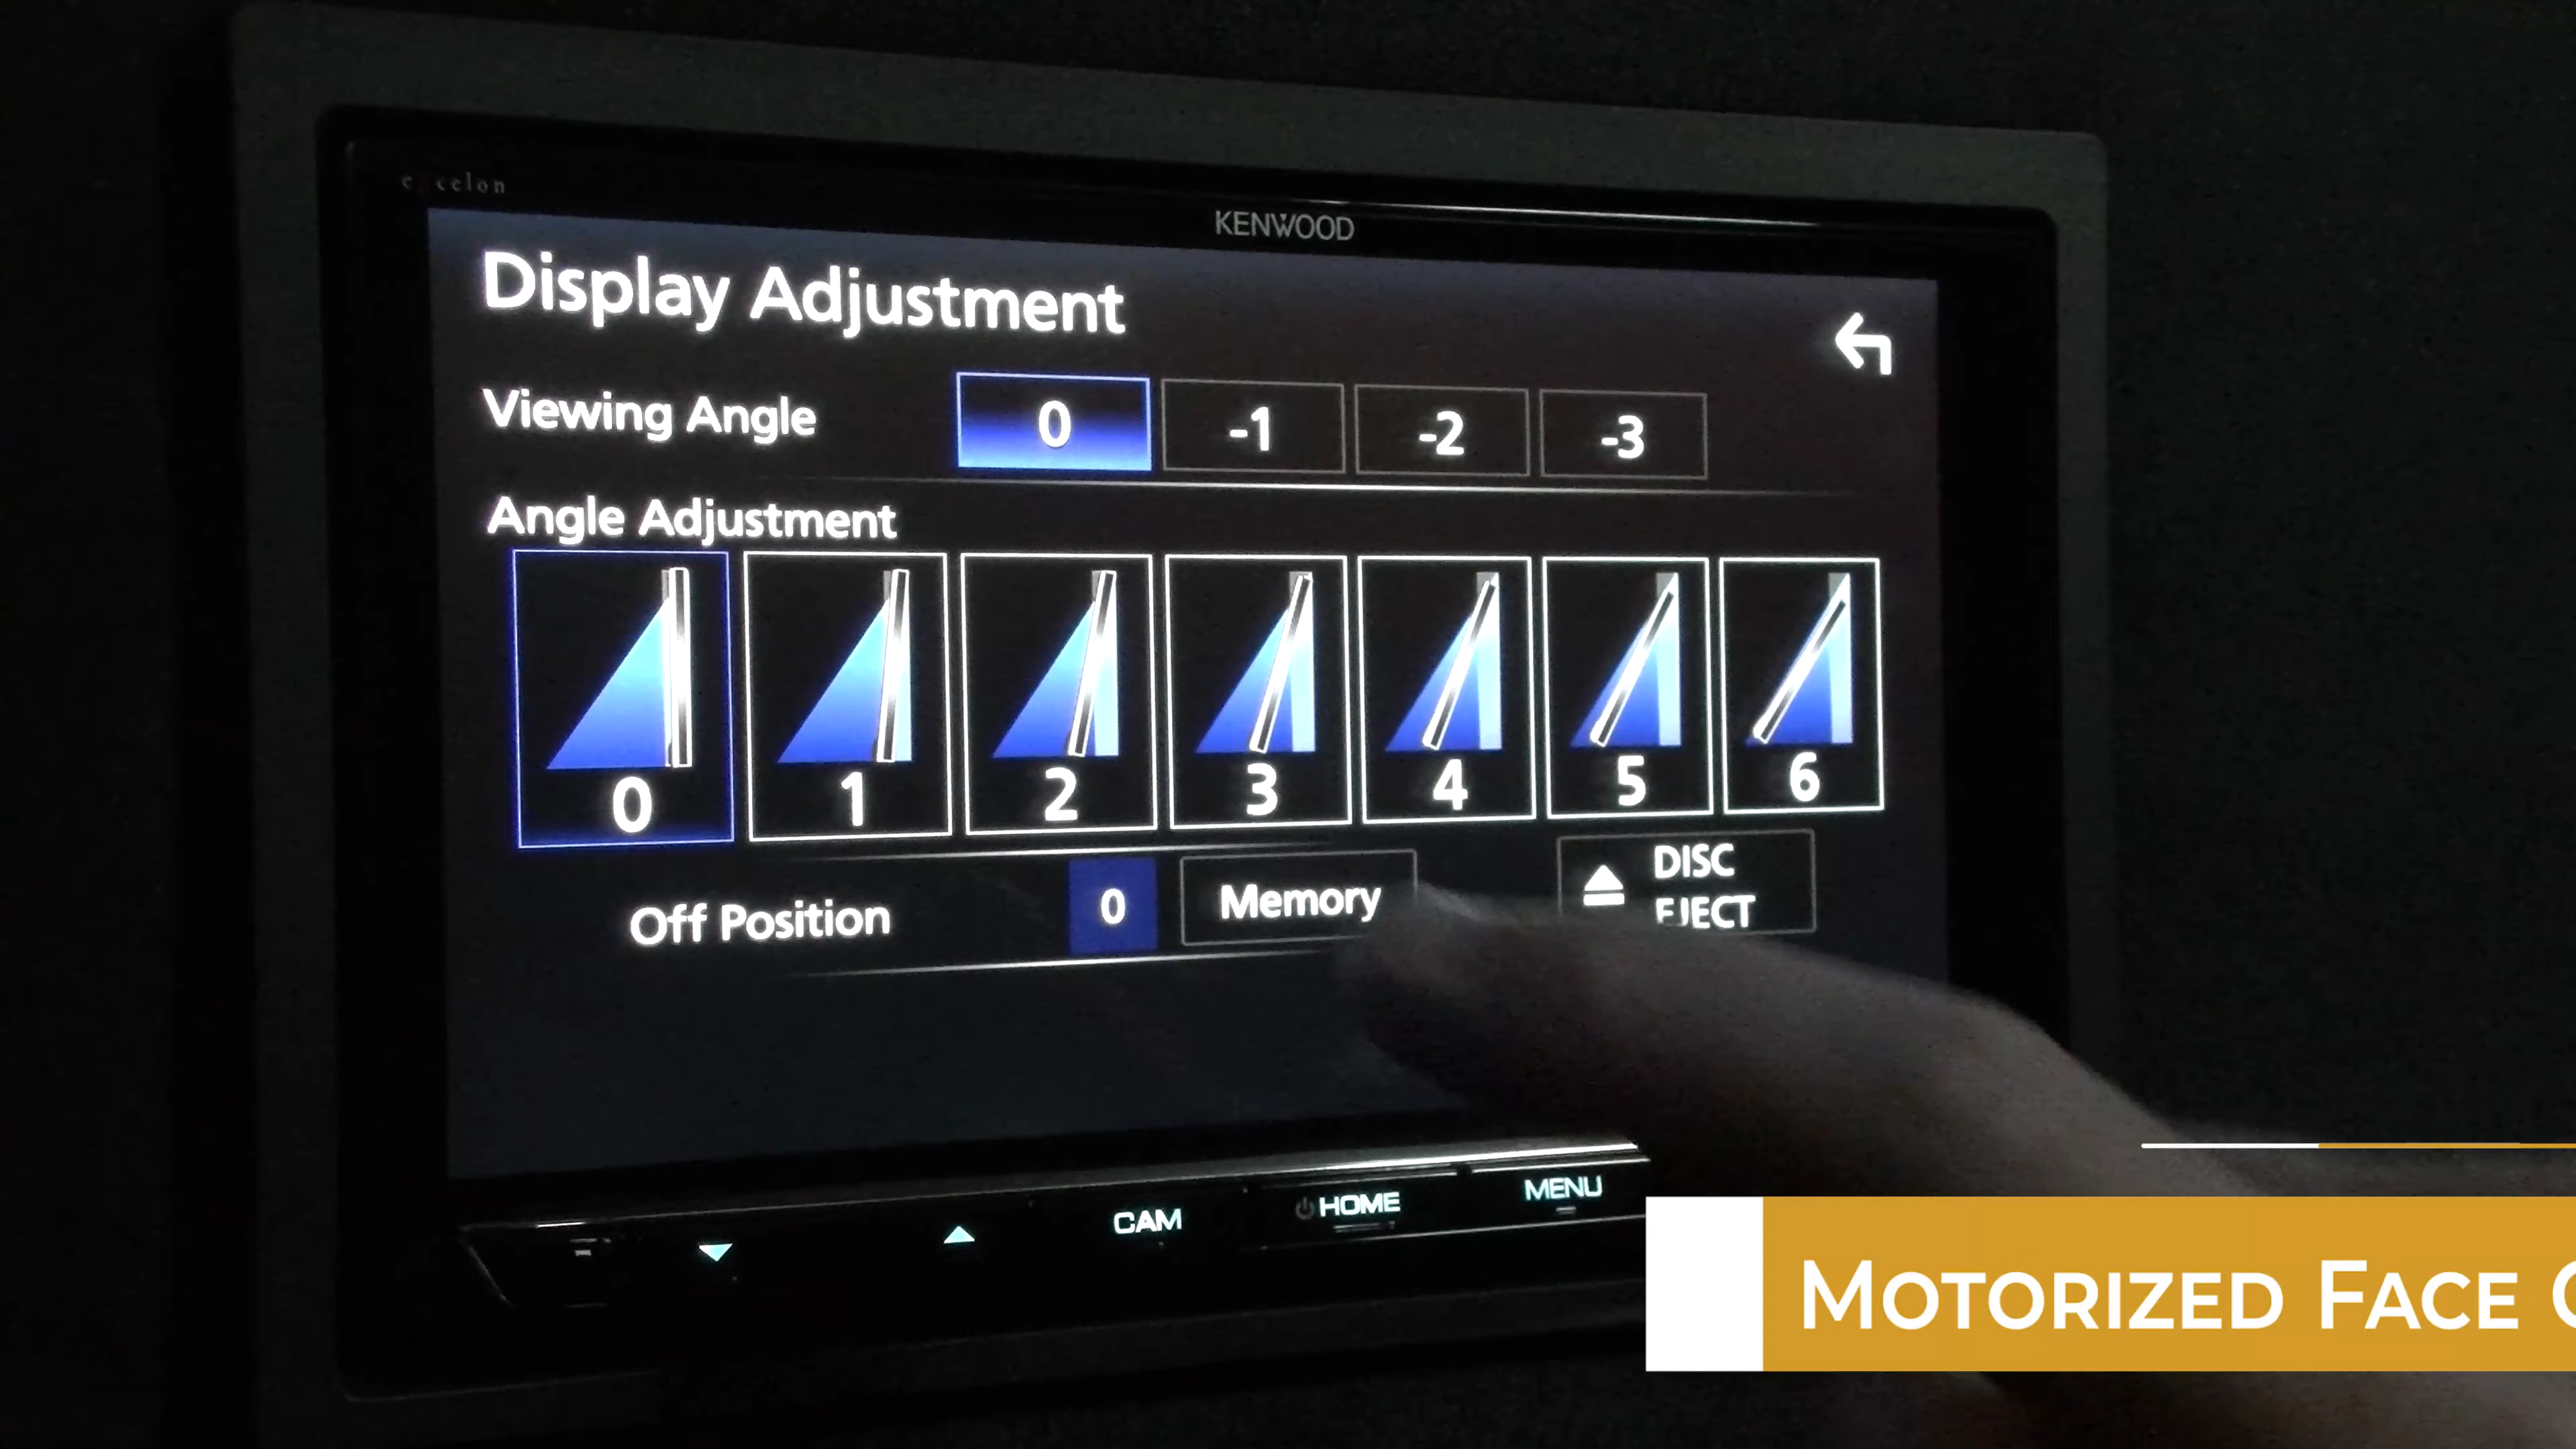 KENWOOD
Display Adjustment
Viewing Angle 0 -1 -2 -3
Angle Adjustment
0 1 2 3 4 5 6
Off Position 0 Memory
DISC
EJECT
CAM HOME MENU
MOTORIZED FACE